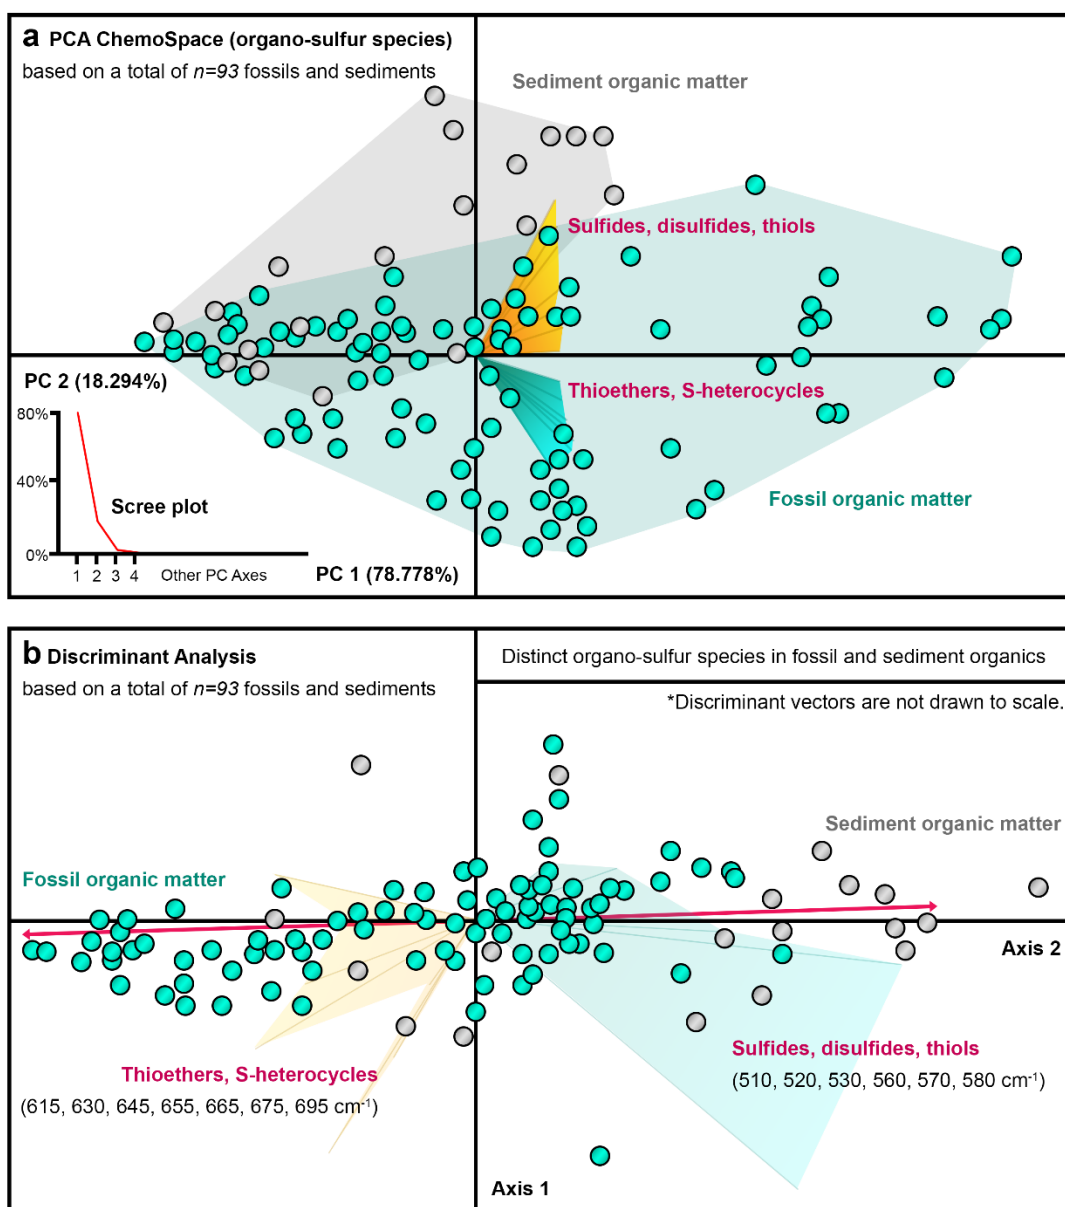 a PCA ChemoSpace (organo-sulfur species)
based on a total of n=93 fossils and sediments
Sediment organic matter
Sulfides, disulfides, thiols
PC 2 (18.294%)
Thioethers, S-heterocycles
80%
40%
Scree plot
Fossil organic matter
0%
1 2 3 4 Other PC Axes
PC 1 (78.778%)
b Discriminant Analysis
based on a total of n=93 fossils and sediments
Distinct organo-sulfur species in fossil and sediment organics
*Discriminant vectors are not drawn to scale.
Sediment organic matter
Fossil organic matter
Axis 2
Sulfides, disulfides, thiols
(510, 520, 530, 560, 570, 580 cm⁻¹)
Thioethers, S-heterocycles
(615, 630, 645, 655, 665, 675, 695 cm⁻¹)
Axis 1